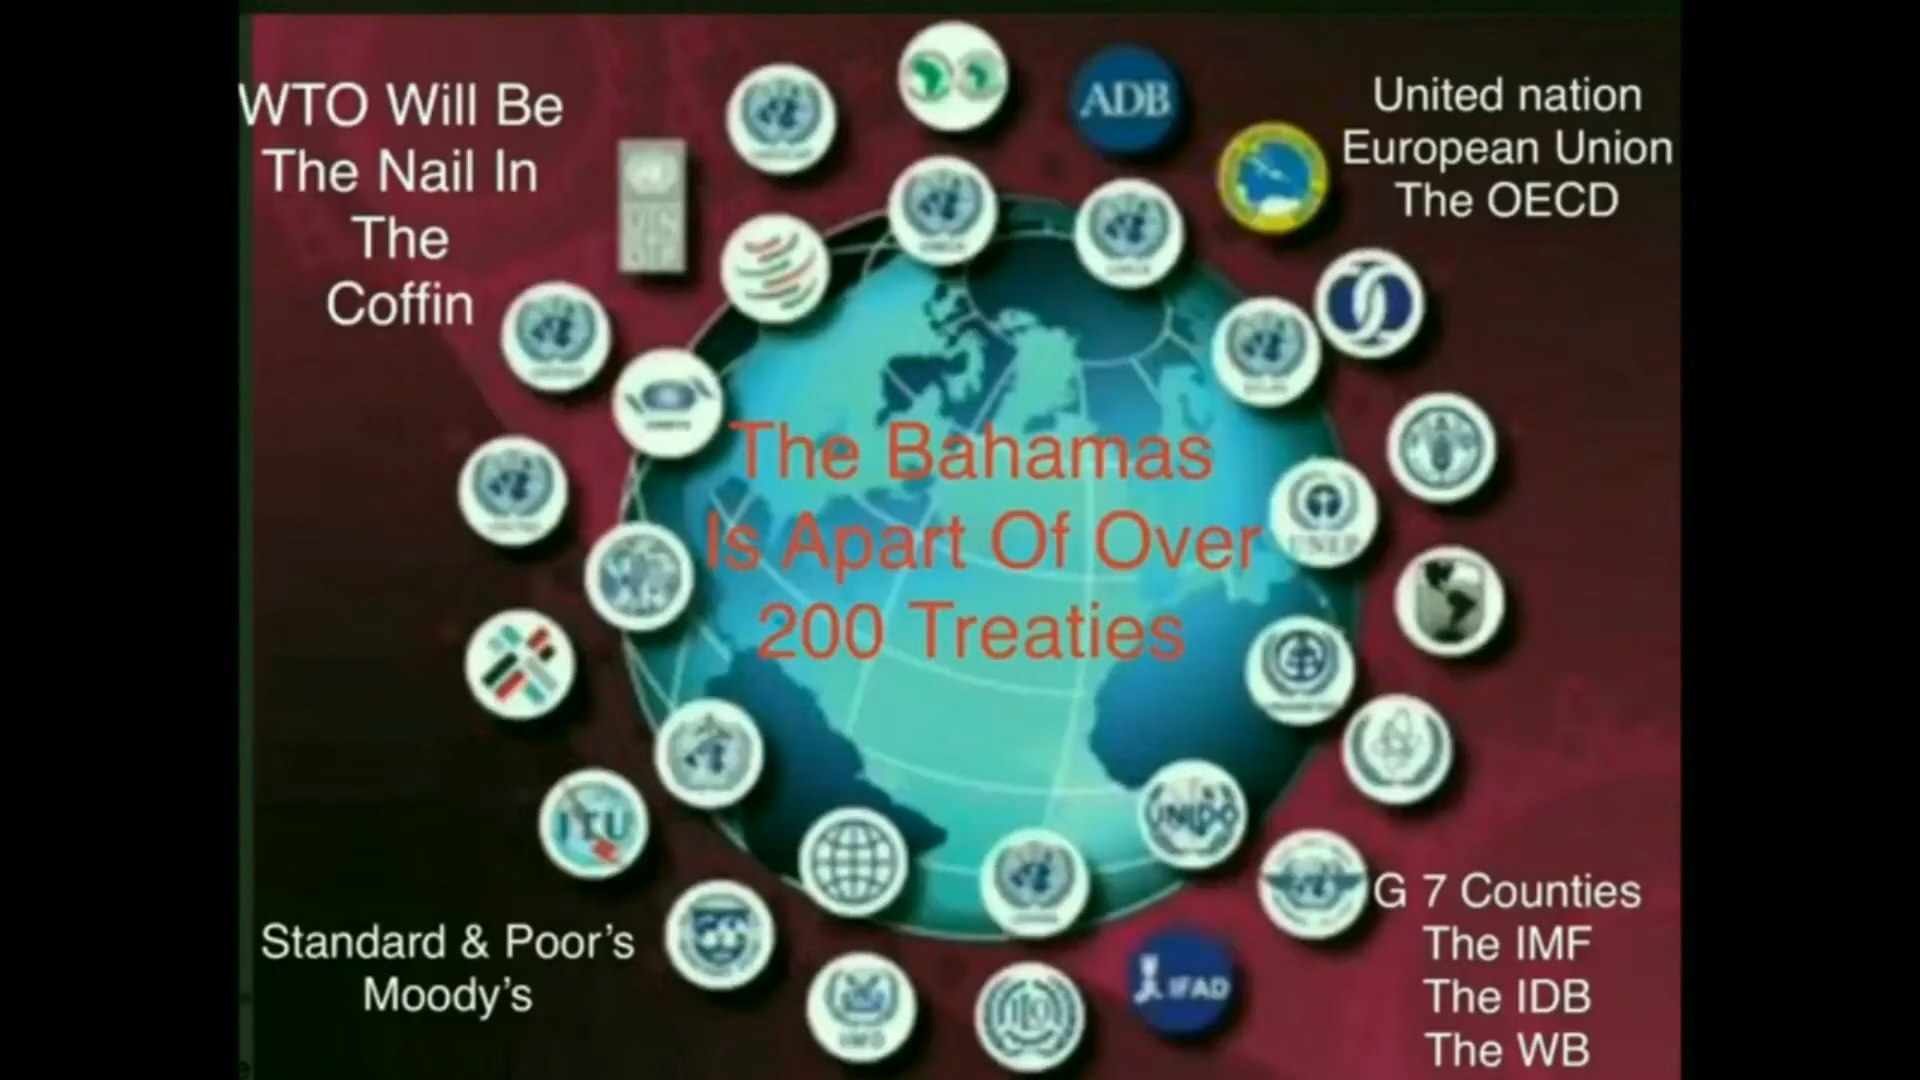 WTO Will Be
The Nail In
The
Coffin
United nation
European Union
The OECD
ADB
The Bahamas
Is Apart Of Over
200 Treaties
UNEP
UNIDO
ITU
IFAD
IMO
ILO
Standard & Poor's
Moody's
G 7 Counties
The IMF
The IDB
The WB